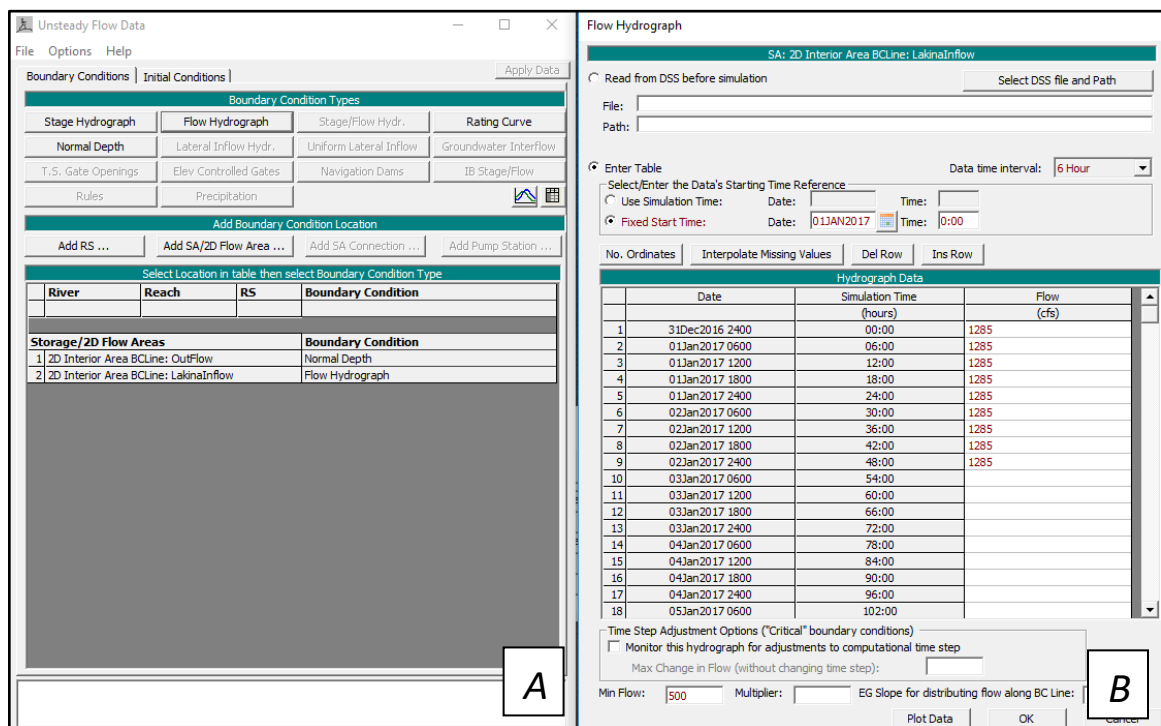 Unsteady Flow Data
File Options Help
Boundary Conditions Initial Conditions
Apply Data
Boundary Condition Types
Stage Hydrograph Flow Hydrograph Stage/Flow Hydr. Rating Curve
Normal Depth Lateral Inflow Hydr. Uniform Lateral Inflow Groundwater Interflow
T.S. Gate Openings Elev Controlled Gates Navigation Dams IB Stage/Flow
Rules Precipitation
Add Boundary Condition Location
Add RS ... Add SA/2D Flow Area ... Add SA Connection ... Add Pump Station ...
Select Location in table then select Boundary Condition Type
River Reach RS Boundary Condition
Storage/2D Flow Areas Boundary Condition
1 2D Interior Area BCLine: OutFlow Normal Depth
2 2D Interior Area BCLine: LakinaInflow Flow Hydrograph
A
Flow Hydrograph
SA: 2D Interior Area BCLine: LakinaInflow
Read from DSS before simulation Select DSS file and Path
File:
Path:
Enter Table Data time interval: 6 Hour
Select/Enter the Data's Starting Time Reference
Use Simulation Time: Date: Time:
Fixed Start Time: Date: 01JAN2017 Time: 0:00
No. Ordinates Interpolate Missing Values Del Row Ins Row
Hydrograph Data
Date Simulation Time Flow
(hours) (cfs)
1 31Dec2016 2400 00:00 1285
2 01Jan2017 0600 06:00 1285
3 01Jan2017 1200 12:00 1285
4 01Jan2017 1800 18:00 1285
5 01Jan2017 2400 24:00 1285
6 02Jan2017 0600 30:00 1285
7 02Jan2017 1200 36:00 1285
8 02Jan2017 1800 42:00 1285
9 02Jan2017 2400 48:00 1285
10 03Jan2017 0600 54:00
11 03Jan2017 1200 60:00
12 03Jan2017 1800 66:00
13 03Jan2017 2400 72:00
14 04Jan2017 0600 78:00
15 04Jan2017 1200 84:00
16 04Jan2017 1800 90:00
17 04Jan2017 2400 96:00
18 05Jan2017 0600 102:00
Time Step Adjustment Options ("Critical" boundary conditions)
Monitor this hydrograph for adjustments to computational time step
Max Change in Flow (without changing time step):
Min Flow: 500 Multiplier: EG Slope for distributing flow along BC Line:
Plot Data OK
B